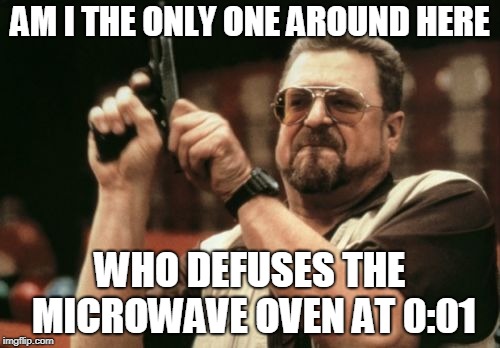 AM I THE ONLY ONE AROUND HERE
WHO DEFUSES THE
MICROWAVE OVEN AT 0:01
imgflip.com